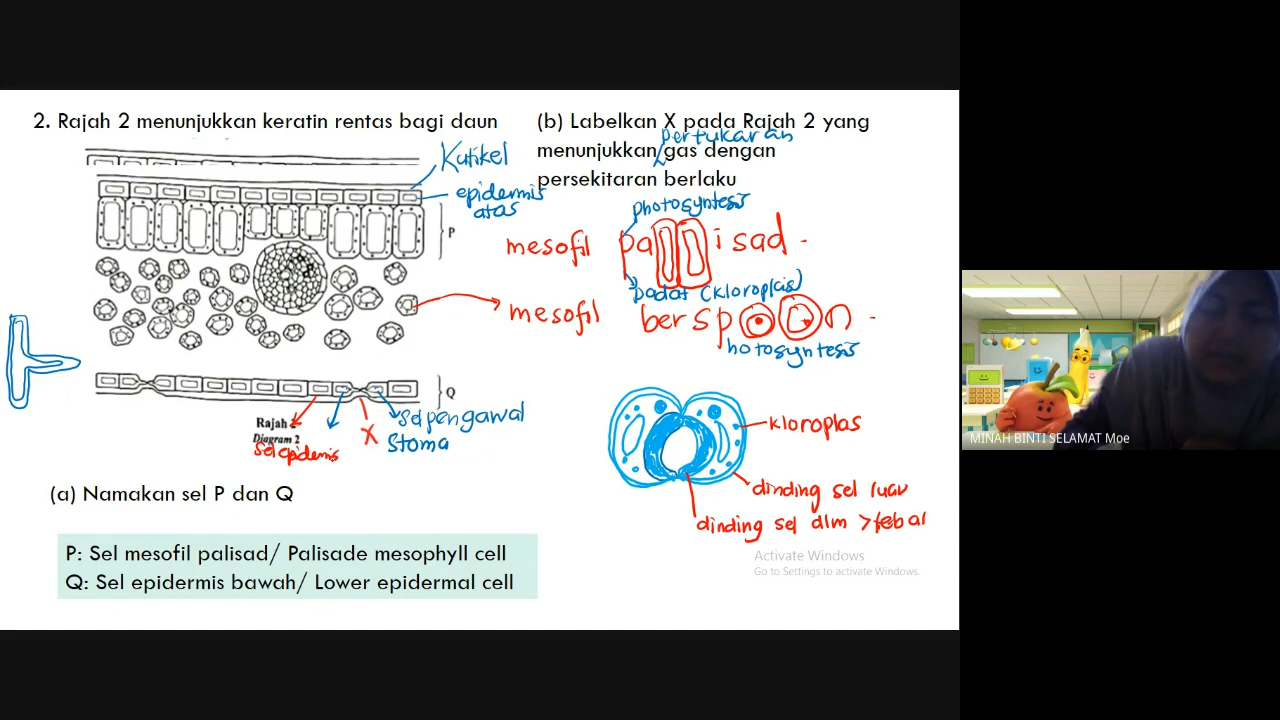 2. Rajah 2 menunjukkan keratin rentas bagi daun
Kutikel
epidermis
atas
P
Q
Rajah 2
Diagram 2
sel epidermis
X
Sel pengawal
Stoma
(a) Namakan sel P dan Q
P: Sel mesofil palisad/ Palisade mesophyll cell
Q: Sel epidermis bawah/ Lower epidermal cell
(b) Labelkan X pada Rajah 2 yang
pertukaran
menunjukkan gas dengan
persekitaran berlaku
photosyntesis
mesofil pallisad.
padat (kloroplas)
mesofil berspon.
hotosyntesis
kloroplas
dinding sel luar
dinding sel dlm > tebal
Activate Windows
Go to Settings to activate Windows.
MINAH BINTI SELAMAT Moe